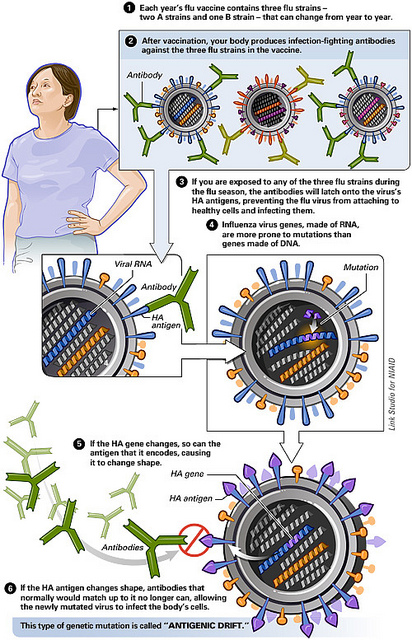 1 Each year's flu vaccine contains three flu strains –
two A strains and one B strain – that can change from year to year.
2 After vaccination, your body produces infection-fighting antibodies
against the three flu strains in the vaccine.
Antibody
3 If you are exposed to any of the three flu strains during
the flu season, the antibodies will latch onto the virus's
HA antigens, preventing the flu virus from attaching to
healthy cells and infecting them.
4 Influenza virus genes, made of RNA,
are more prone to mutations than
genes made of DNA.
Viral RNA
Antibody
HA
antigen
Mutation
Link Studio for NIAID
5 If the HA gene changes, so can the
antigen that it encodes, causing
it to change shape.
HA gene
HA antigen
Antibodies
6 If the HA antigen changes shape, antibodies that
normally would match up to it no longer can, allowing
the newly mutated virus to infect the body's cells.
This type of genetic mutation is called "ANTIGENIC DRIFT."